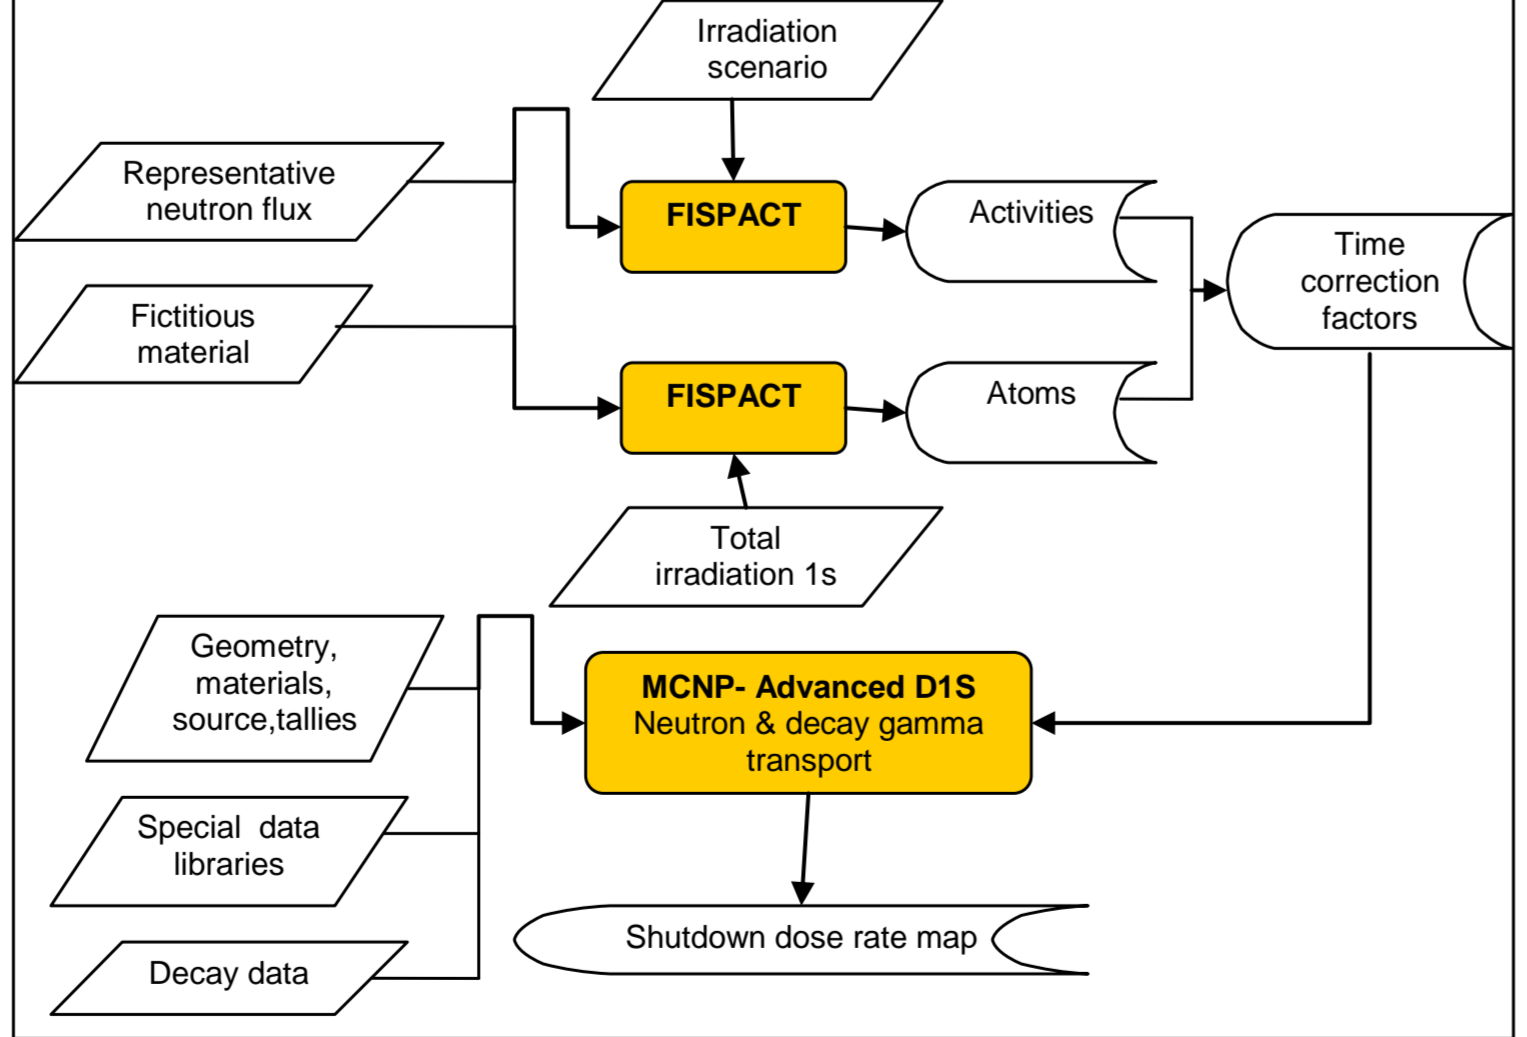 Irradiation
scenario
Representative
neutron flux
FISPACT
Activities
Time
correction
factors
Fictitious
material
FISPACT
Atoms
Total
irradiation 1s
Geometry,
materials,
source,tallies
MCNP- Advanced D1S
Neutron & decay gamma
transport
Special data
libraries
Shutdown dose rate map
Decay data